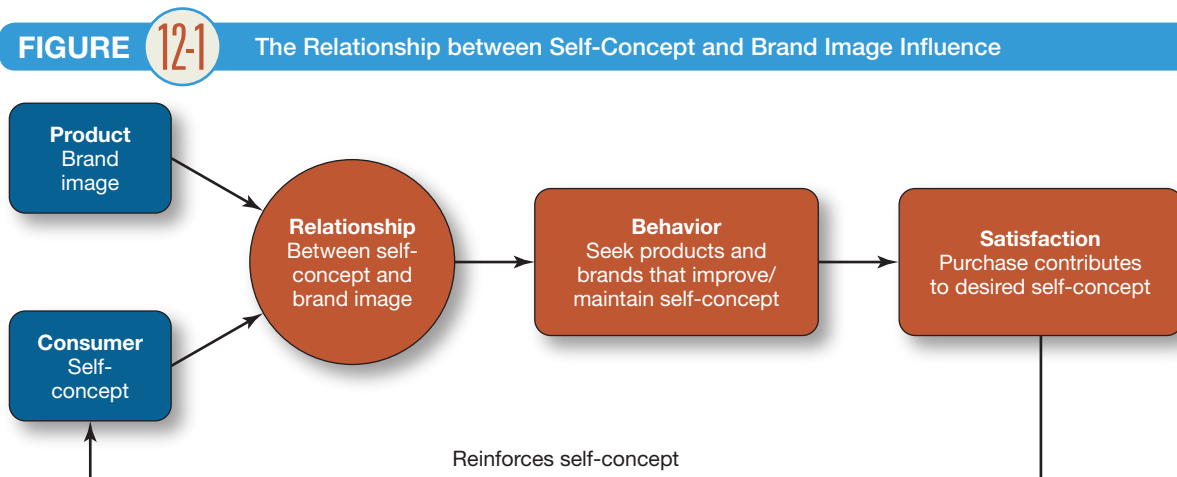 FIGURE 12-1 The Relationship between Self-Concept and Brand Image Influence
Product
Brand
image
Relationship
Between self-
concept and
brand image
Behavior
Seek products and
brands that improve/
maintain self-concept
Satisfaction
Purchase contributes
to desired self-concept
Consumer
Self-
concept
Reinforces self-concept